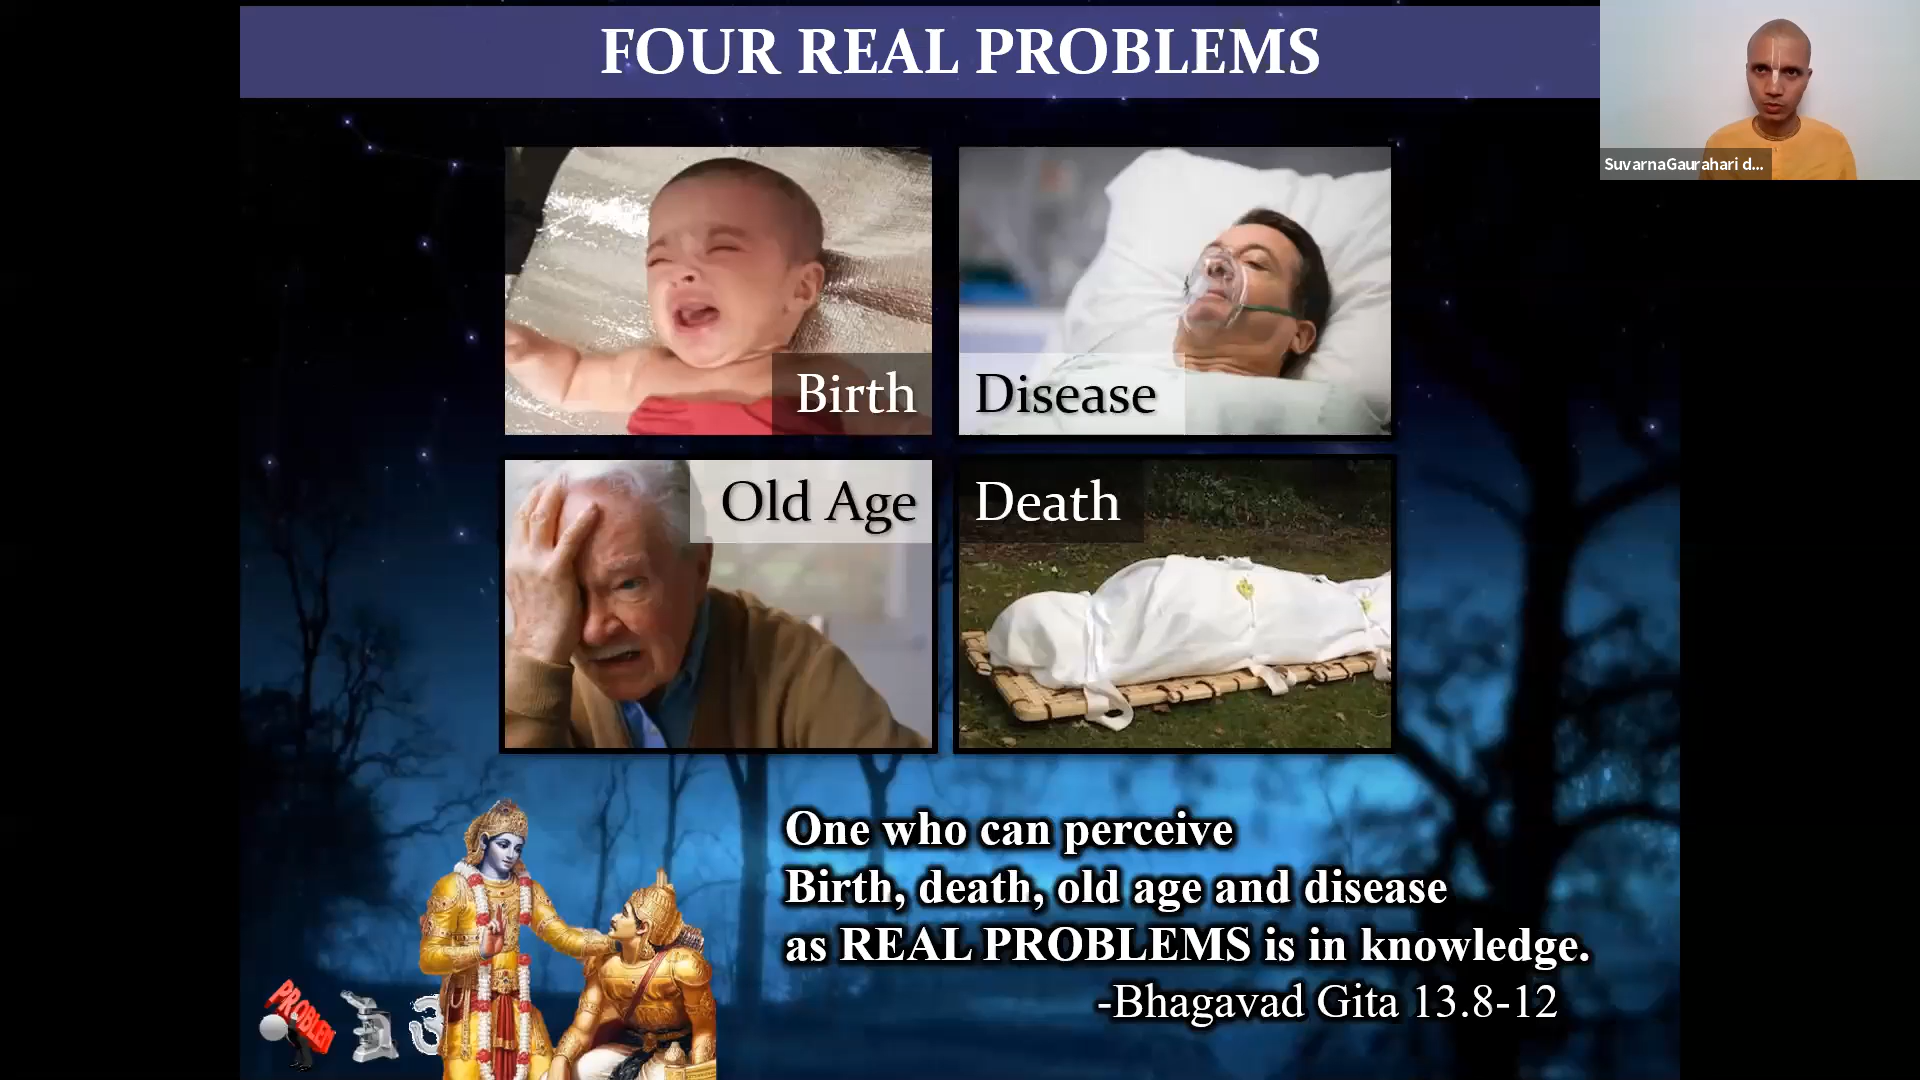 FOUR REAL PROBLEMS
SuvarnaGaurahari d...
Birth
Disease
Old Age
Death
One who can perceive
Birth, death, old age and disease
as REAL PROBLEMS is in knowledge.
-Bhagavad Gita 13.8-12
PROBLEM
ॐ